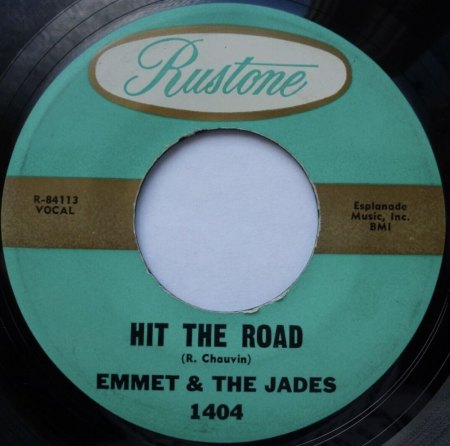 Rustone
R-84113
VOCAL
Esplanade
Music, Inc.
BMI
HIT THE ROAD
(R. Chauvin)
EMMET & THE JADES
1404